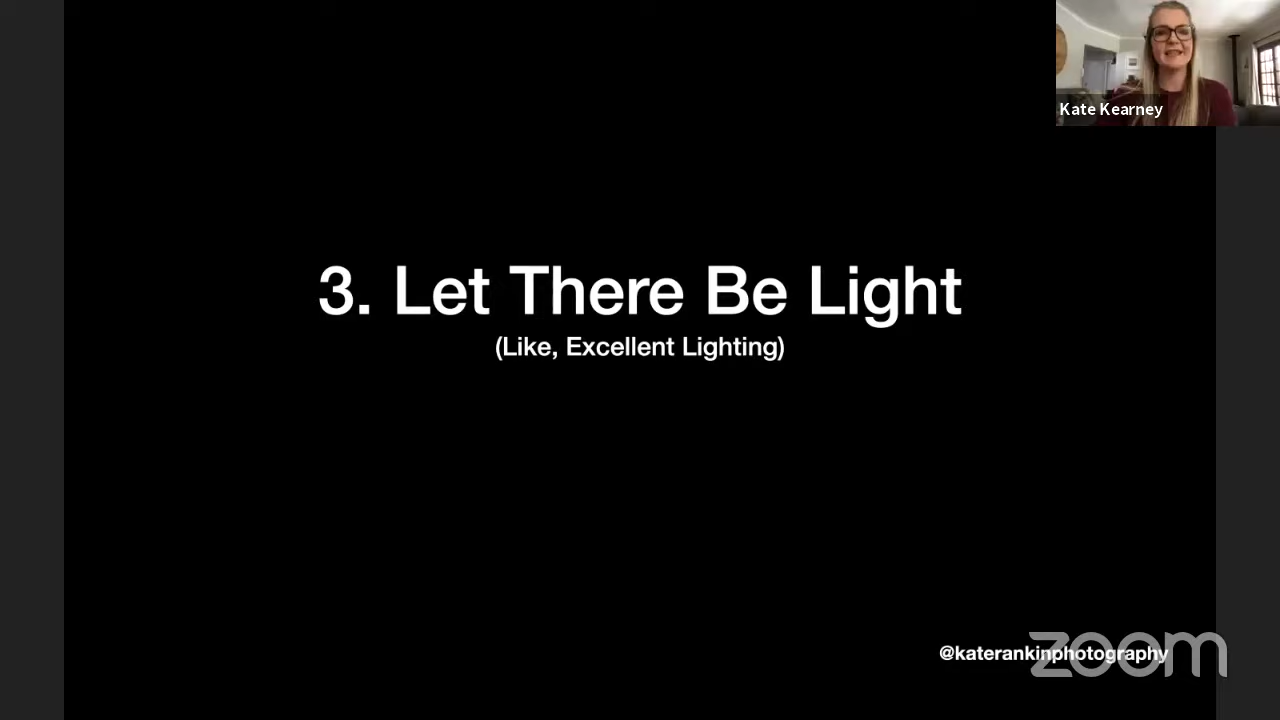 Kate Kearney
3. Let There Be Light
(Like, Excellent Lighting)
@katerankinphotography
zoom